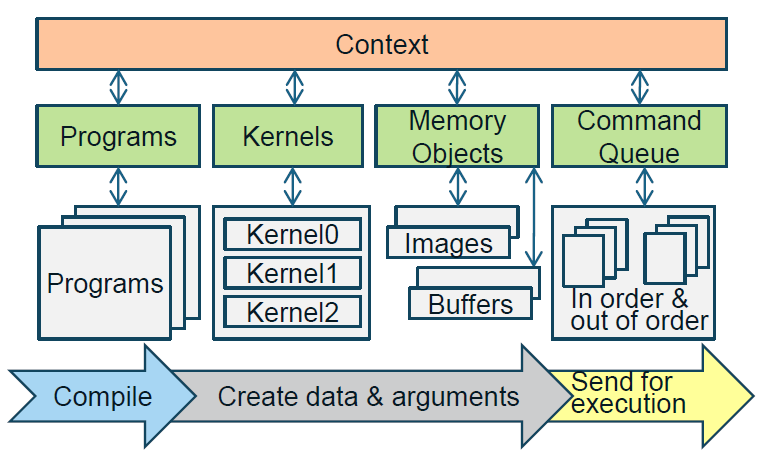 Context
Programs
Kernels
Memory
Objects
Command
Queue
Programs
Kernel0
Kernel1
Kernel2
Images
Buffers
In order &
out of order
Compile
Create data & arguments
Send for
execution